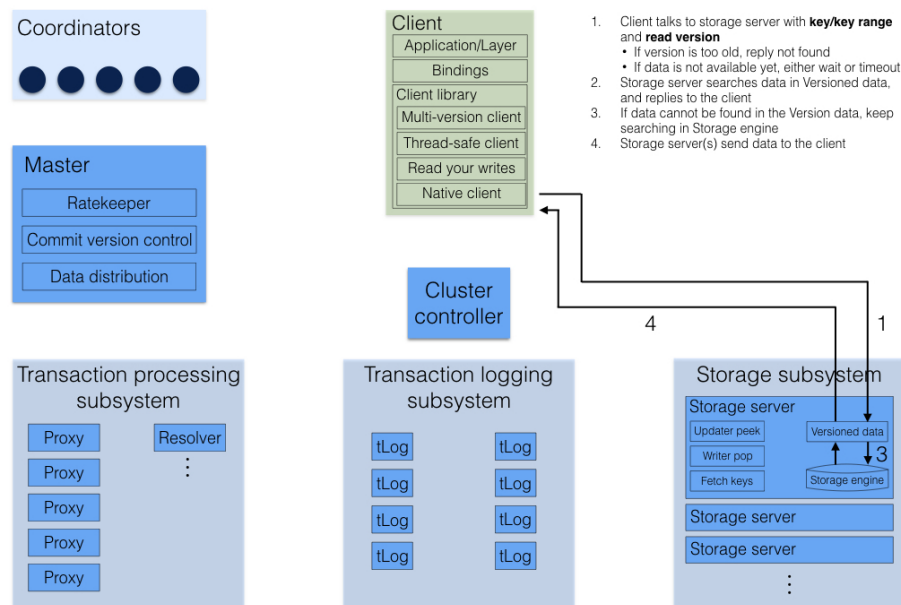 Coordinators
Master
Ratekeeper
Commit version control
Data distribution
Client
Application/Layer
Bindings
Client library
Multi-version client
Thread-safe client
Read your writes
Native client
1. Client talks to storage server with key/key range
and read version
• If version is too old, reply not found
• If data is not available yet, either wait or timeout
2. Storage server searches data in Versioned data,
and replies to the client
3. If data cannot be found in the Version data, keep
searching in Storage engine
4. Storage server(s) send data to the client
Cluster
controller
4
1
Transaction processing
subsystem
Proxy
Resolver
Proxy
Proxy
Proxy
Proxy
Transaction logging
subsystem
tLog
tLog
tLog
tLog
tLog
tLog
tLog
tLog
Storage subsystem
Storage server
Updater peek
Versioned data
Writer pop
3
Fetch keys
Storage engine
Storage server
Storage server